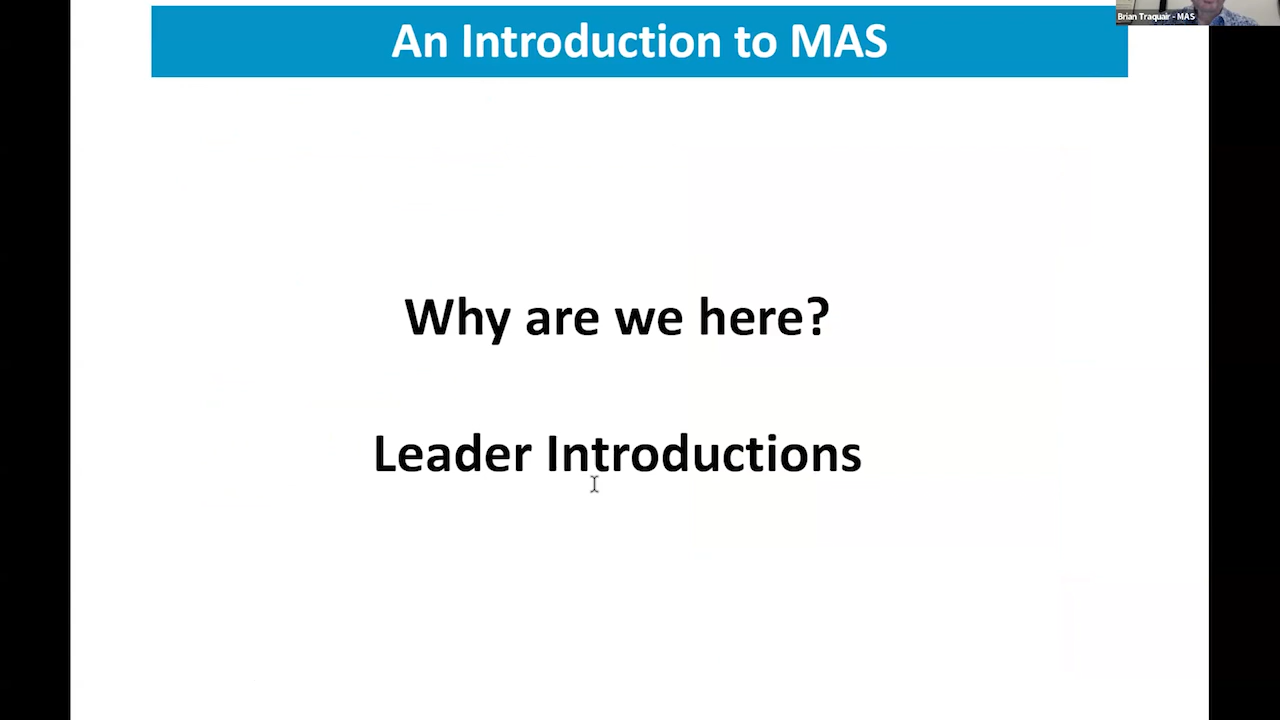 An Introduction to MAS
Brian Traquair - MAS
Why are we here?
Leader Introductions